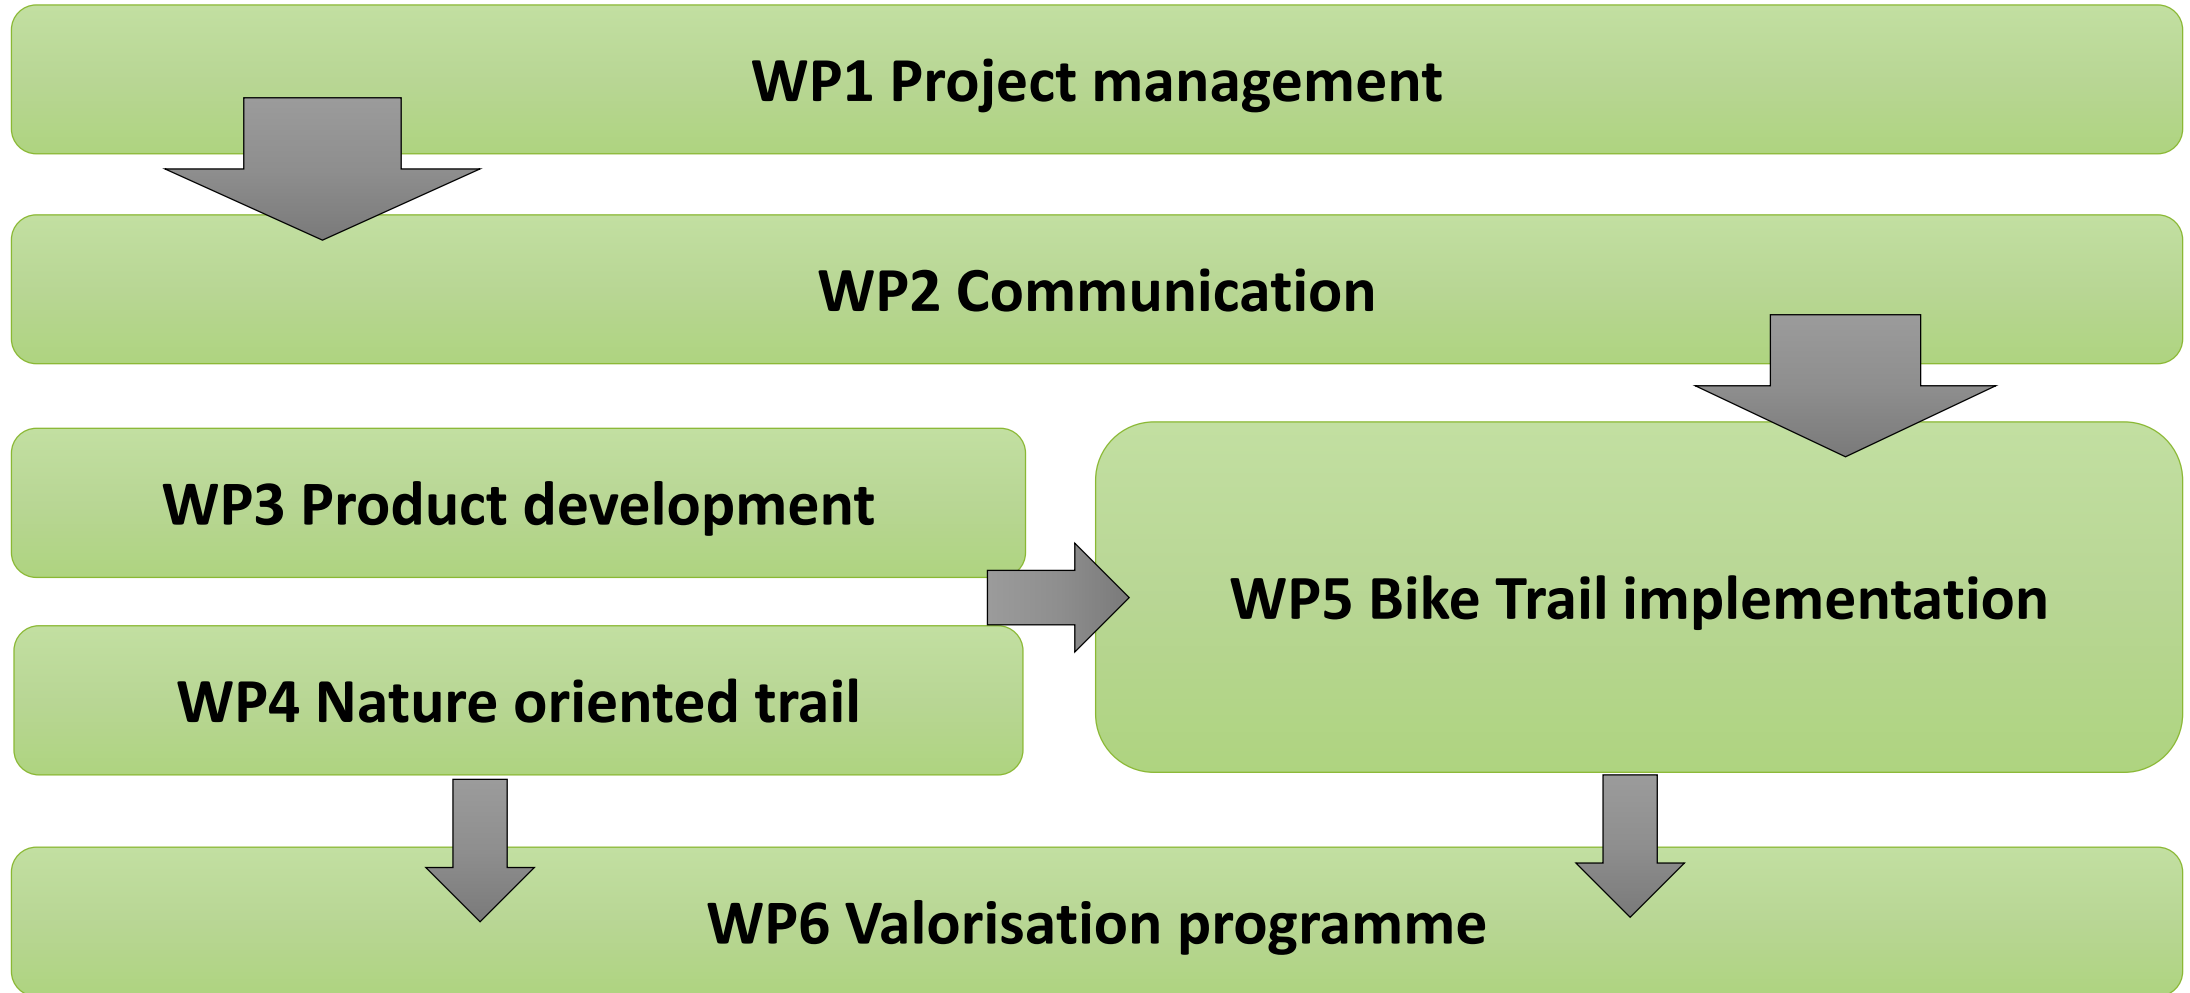 WP1 Project management
WP2 Communication
WP3 Product development
WP4 Nature oriented trail
WP5 Bike Trail implementation
WP6 Valorisation programme